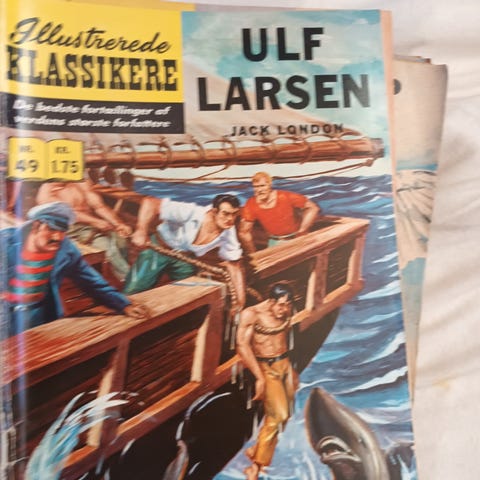 Illustrerede
KLASSIKERE
De bedste fortællinger af
verdens største forfattere
NR. KR.
49 1.75
ULF
LARSEN
JACK LONDON